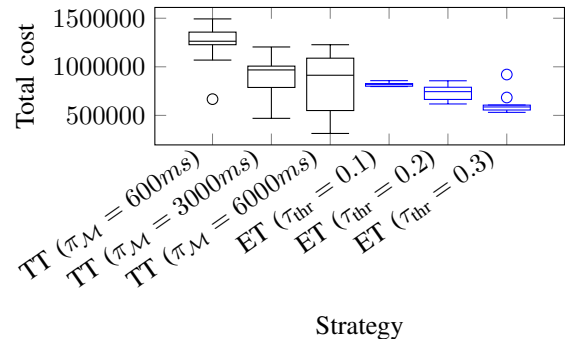 Total cost
1500000
1000000
500000
TT (π_ℳ = 600ms)
TT (π_ℳ = 3000ms)
TT (π_ℳ = 6000ms)
ET (τ_thr = 0.1)
ET (τ_thr = 0.2)
ET (τ_thr = 0.3)
Strategy